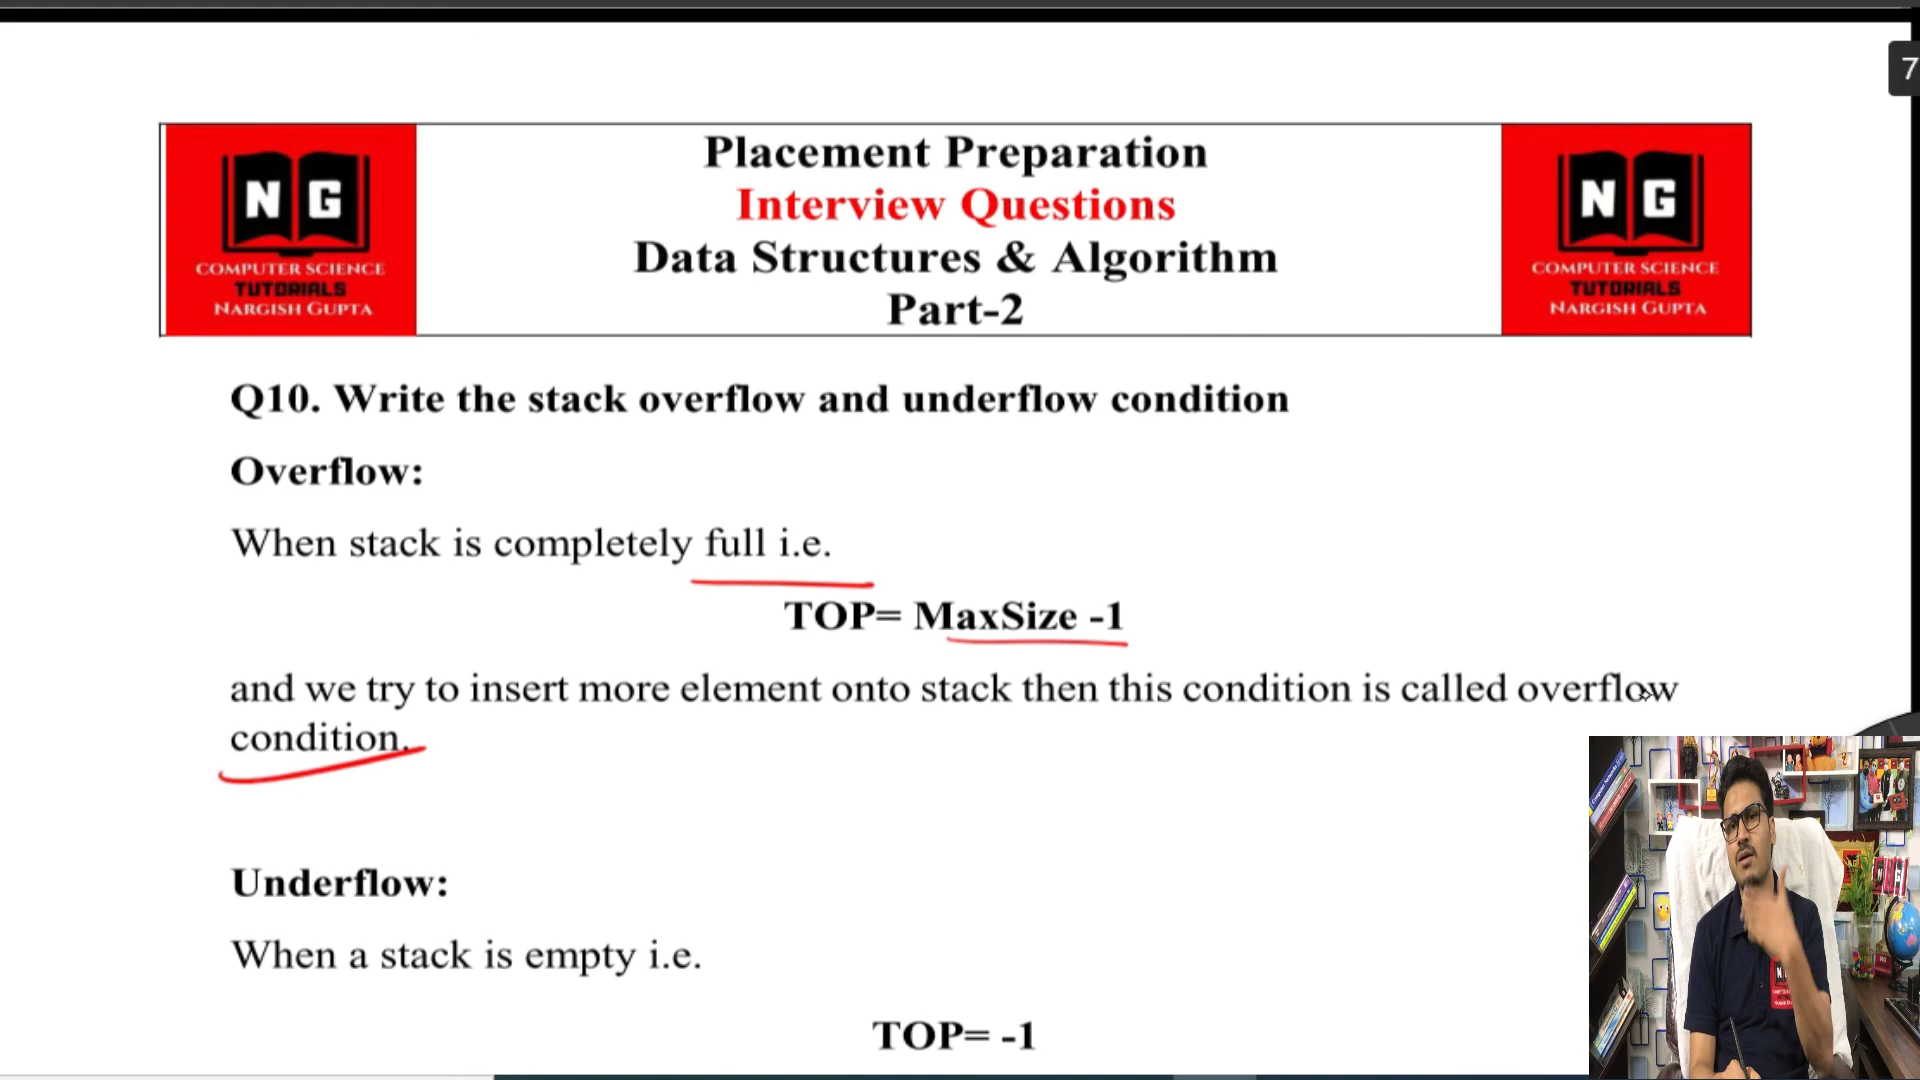 7
N G
COMPUTER SCIENCE
TUTORIALS
NARGISH GUPTA
Placement Preparation
Interview Questions
Data Structures & Algorithm
Part-2
N G
COMPUTER SCIENCE
TUTORIALS
NARGISH GUPTA
Q10. Write the stack overflow and underflow condition
Overflow:
When stack is completely full i.e.
TOP= MaxSize -1
and we try to insert more element onto stack then this condition is called overflow
condition.
Underflow:
When a stack is empty i.e.
TOP= -1